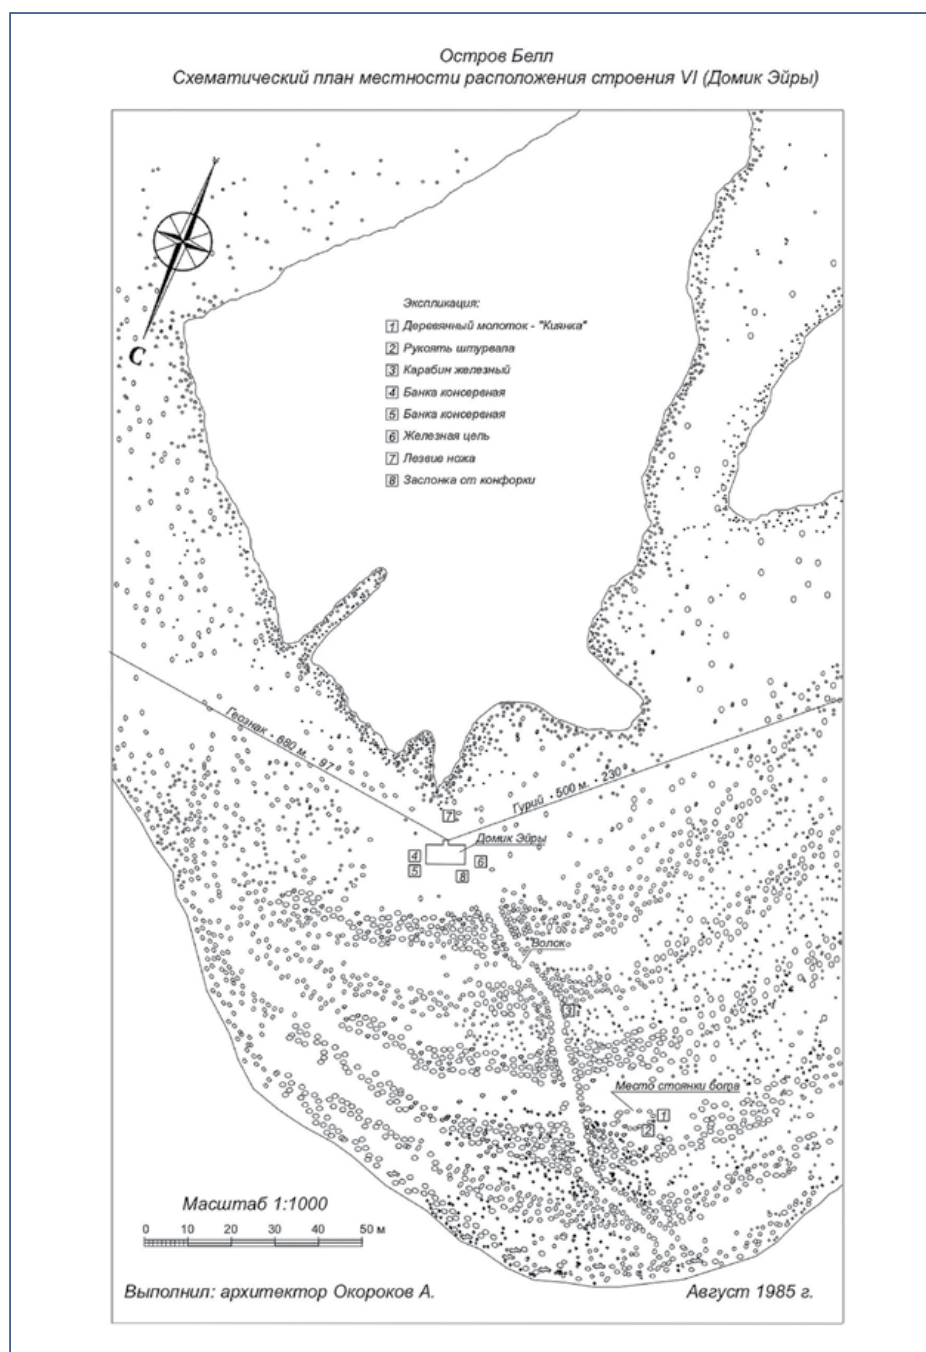 Остров Белл
Схематический план местности расположения строения VI (Домик Эйры)
С
Экспликация:
1 Деревянный молоток - "Киянка"
2 Рукоять штурвала
3 Карабин железный
4 Банка консервная
5 Банка консервная
6 Железная цепь
7 Лезвие ножа
8 Заслонка от конфорки
Геознак - 680 м. - 97°
Гурий - 500 м. - 230°
7
Домик Эйры
4
6
5
8
Волок
3
Место стоянки бота
1
2
Масштаб 1:1000
0 10 20 30 40 50 м
Выполнил: архитектор Окороков А.
Август 1985 г.